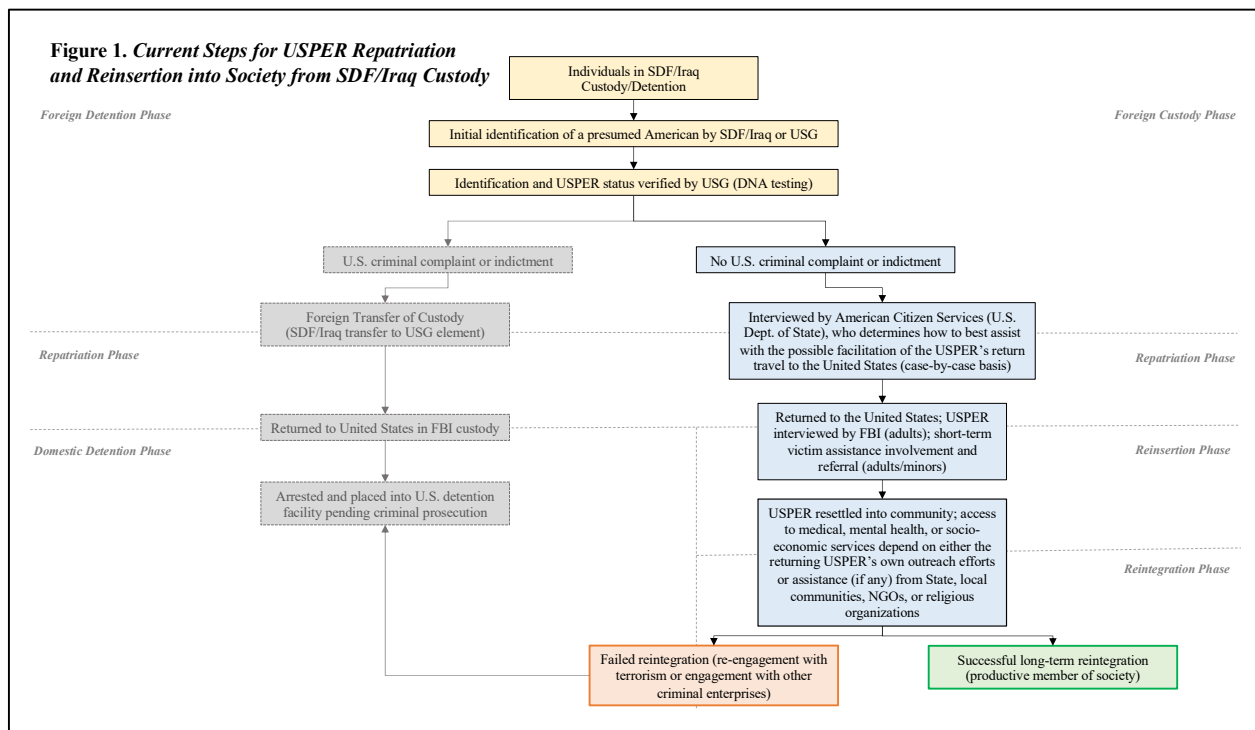 Figure 1. Current Steps for USPER Repatriation
and Reinsertion into Society from SDF/Iraq Custody
Individuals in SDF/Iraq
Custody/Detention
Foreign Detention Phase
Foreign Custody Phase
Initial identification of a presumed American by SDF/Iraq or USG
Identification and USPER status verified by USG (DNA testing)
U.S. criminal complaint or indictment
No U.S. criminal complaint or indictment
Foreign Transfer of Custody
(SDF/Iraq transfer to USG element)
Interviewed by American Citizen Services (U.S.
Dept. of State), who determines how to best assist
with the possible facilitation of the USPER's return
travel to the United States (case-by-case basis)
Repatriation Phase
Repatriation Phase
Returned to United States in FBI custody
Returned to the United States; USPER
interviewed by FBI (adults); short-term
victim assistance involvement and
referral (adults/minors)
Domestic Detention Phase
Reinsertion Phase
Arrested and placed into U.S. detention
facility pending criminal prosecution
USPER resettled into community; access
to medical, mental health, or socio-
economic services depend on either the
returning USPER's own outreach efforts
or assistance (if any) from State, local
communities, NGOs, or religious
organizations
Reintegration Phase
Failed reintegration (re-engagement with
terrorism or engagement with other
criminal enterprises)
Successful long-term reintegration
(productive member of society)